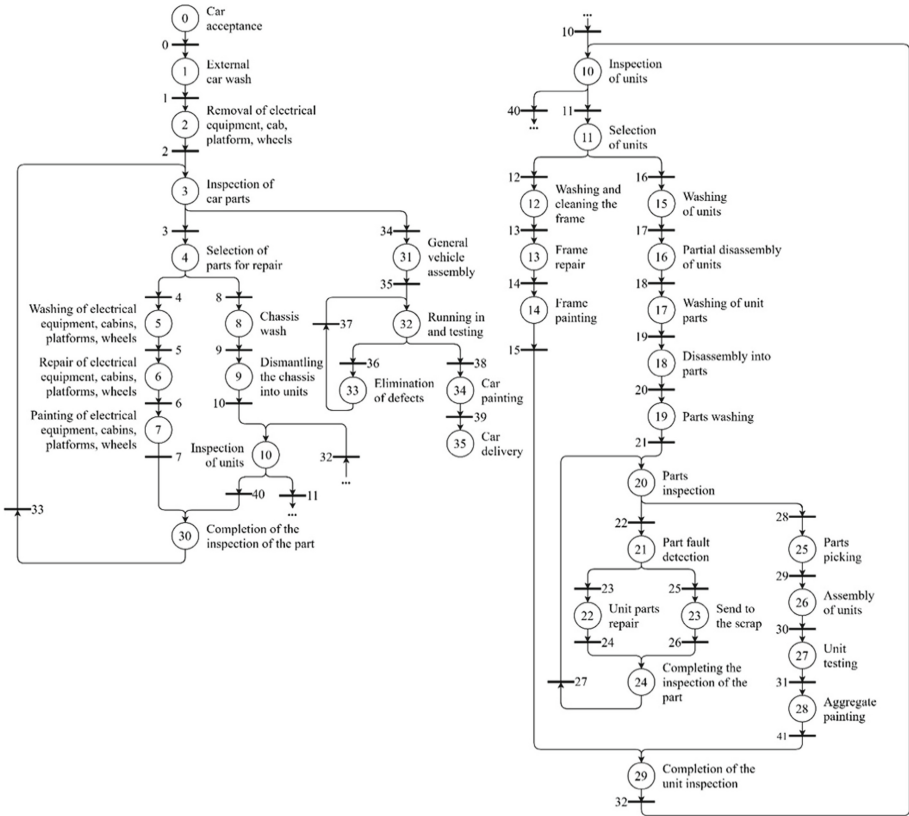 0
Car
acceptance
0
1
External
car wash
1
2
Removal of electrical
equipment, cab,
platform, wheels
2
3
Inspection of
car parts
3
34
4
Selection of
parts for repair
31
General
vehicle
assembly
35
4
8
Washing of electrical
equipment, cabins,
platforms, wheels
5
8
Chassis
wash
37
32
Running in
and testing
5
9
36
38
Repair of electrical
equipment, cabins,
platforms, wheels
6
9
Dismantling
the chassis
into units
33
Elimination
of defects
34
Car
painting
6
10
39
Painting of electrical
equipment, cabins,
platforms, wheels
7
35
Car
delivery
7
Inspection
of units
10
32
...
40
11
...
33
30
Completion of the
inspection of the part
...
10
10
Inspection
of units
40
...
11
11
Selection
of units
12
16
12
Washing and
cleaning the
frame
15
Washing
of units
13
17
13
Frame
repair
16
Partial disassembly
of units
14
18
14
Frame
painting
17
Washing of unit
parts
15
19
18
Disassembly into
parts
20
19
Parts washing
21
20
Parts
inspection
22
28
21
Part fault
detection
25
Parts
picking
23
25
29
22
Unit parts
repair
23
Send to
the scrap
26
Assembly
of units
24
26
30
27
24
Completing the
inspection of the
part
27
Unit
testing
31
28
Aggregate
painting
41
29
Completion of the
unit inspection
32